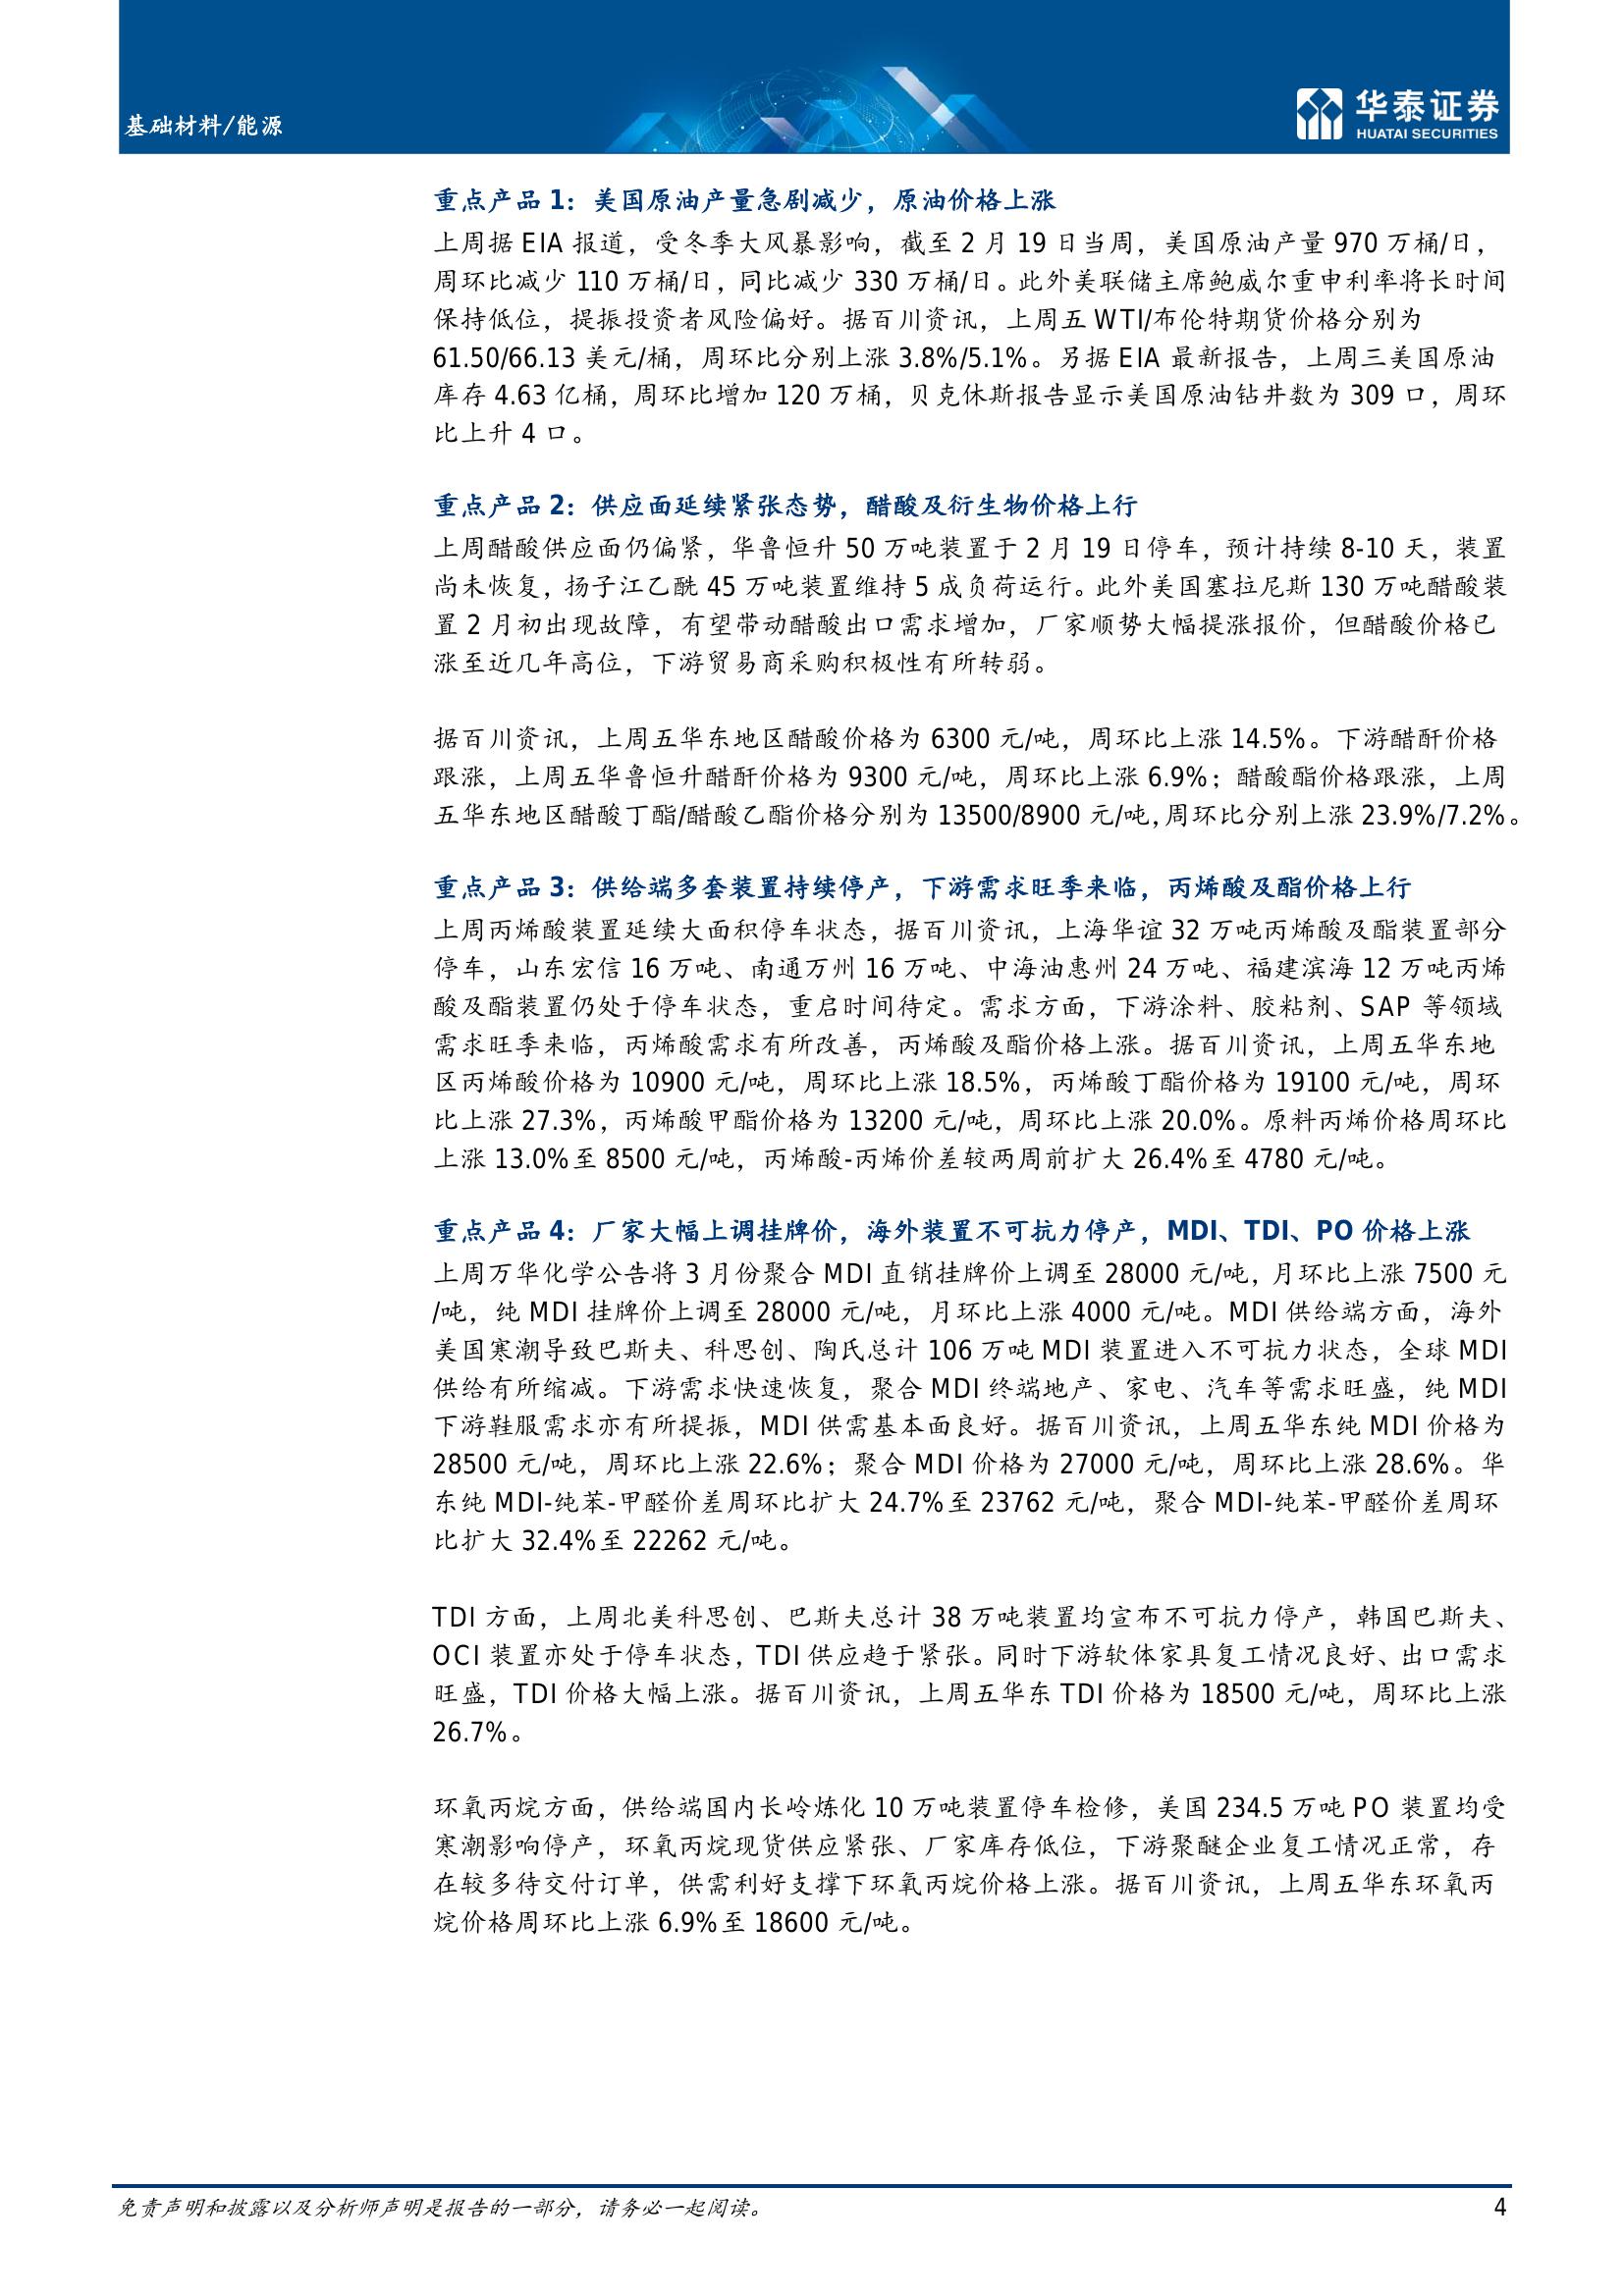 基础材料/能源
华泰证券
HUATAI SECURITIES
重点产品 1：美国原油产量急剧减少，原油价格上涨
上周据 EIA 报道，受冬季大风暴影响，截至 2 月 19 日当周，美国原油产量 970 万桶/日，
周环比减少 110 万桶/日，同比减少 330 万桶/日。此外美联储主席鲍威尔重申利率将长时间
保持低位，提振投资者风险偏好。据百川资讯，上周五 WTI/布伦特期货价格分别为
61.50/66.13 美元/桶，周环比分别上涨 3.8%/5.1%。另据 EIA 最新报告，上周三美国原油
库存 4.63 亿桶，周环比增加 120 万桶，贝克休斯报告显示美国原油钻井数为 309 口，周环
比上升 4 口。
重点产品 2：供应面延续紧张态势，醋酸及衍生物价格上行
上周醋酸供应面仍偏紧，华鲁恒升 50 万吨装置于 2 月 19 日停车，预计持续 8-10 天，装置
尚未恢复，扬子江乙酰 45 万吨装置维持 5 成负荷运行。此外美国塞拉尼斯 130 万吨醋酸装
置 2 月初出现故障，有望带动醋酸出口需求增加，厂家顺势大幅提涨报价，但醋酸价格已
涨至近几年高位，下游贸易商采购积极性有所转弱。
据百川资讯，上周五华东地区醋酸价格为 6300 元/吨，周环比上涨 14.5%。下游醋酐价格
跟涨，上周五华鲁恒升醋酐价格为 9300 元/吨，周环比上涨 6.9%；醋酸酯价格跟涨，上周
五华东地区醋酸丁酯/醋酸乙酯价格分别为 13500/8900 元/吨，周环比分别上涨 23.9%/7.2%。
重点产品 3：供给端多套装置持续停产，下游需求旺季来临，丙烯酸及酯价格上行
上周丙烯酸装置延续大面积停车状态，据百川资讯，上海华谊 32 万吨丙烯酸及酯装置部分
停车，山东宏信 16 万吨、南通万州 16 万吨、中海油惠州 24 万吨、福建滨海 12 万吨丙烯
酸及酯装置仍处于停车状态，重启时间待定。需求方面，下游涂料、胶粘剂、SAP 等领域
需求旺季来临，丙烯酸需求有所改善，丙烯酸及酯价格上涨。据百川资讯，上周五华东地
区丙烯酸价格为 10900 元/吨，周环比上涨 18.5%，丙烯酸丁酯价格为 19100 元/吨，周环
比上涨 27.3%，丙烯酸甲酯价格为 13200 元/吨，周环比上涨 20.0%。原料丙烯价格周环比
上涨 13.0%至 8500 元/吨，丙烯酸-丙烯价差较两周前扩大 26.4%至 4780 元/吨。
重点产品 4：厂家大幅上调挂牌价，海外装置不可抗力停产，MDI、TDI、PO 价格上涨
上周万华化学公告将 3 月份聚合 MDI 直销挂牌价上调至 28000 元/吨，月环比上涨 7500 元
/吨，纯 MDI 挂牌价上调至 28000 元/吨，月环比上涨 4000 元/吨。MDI 供给端方面，海外
美国寒潮导致巴斯夫、科思创、陶氏总计 106 万吨 MDI 装置进入不可抗力状态，全球 MDI
供给有所缩减。下游需求快速恢复，聚合 MDI 终端地产、家电、汽车等需求旺盛，纯 MDI
下游鞋服需求亦有所提振，MDI 供需基本面良好。据百川资讯，上周五华东纯 MDI 价格为
28500 元/吨，周环比上涨 22.6%；聚合 MDI 价格为 27000 元/吨，周环比上涨 28.6%。华
东纯 MDI-纯苯-甲醛价差周环比扩大 24.7%至 23762 元/吨，聚合 MDI-纯苯-甲醛价差周环
比扩大 32.4%至 22262 元/吨。
TDI 方面，上周北美科思创、巴斯夫总计 38 万吨装置均宣布不可抗力停产，韩国巴斯夫、
OCI 装置亦处于停车状态，TDI 供应趋于紧张。同时下游软体家具复工情况良好、出口需求
旺盛，TDI 价格大幅上涨。据百川资讯，上周五华东 TDI 价格为 18500 元/吨，周环比上涨
26.7%。
环氧丙烷方面，供给端国内长岭炼化 10 万吨装置停车检修，美国 234.5 万吨 PO 装置均受
寒潮影响停产，环氧丙烷现货供应紧张、厂家库存低位，下游聚醚企业复工情况正常，存
在较多待交付订单，供需利好支撑下环氧丙烷价格上涨。据百川资讯，上周五华东环氧丙
烷价格周环比上涨 6.9%至 18600 元/吨。
免责声明和披露以及分析师声明是报告的一部分，请务必一起阅读。
4